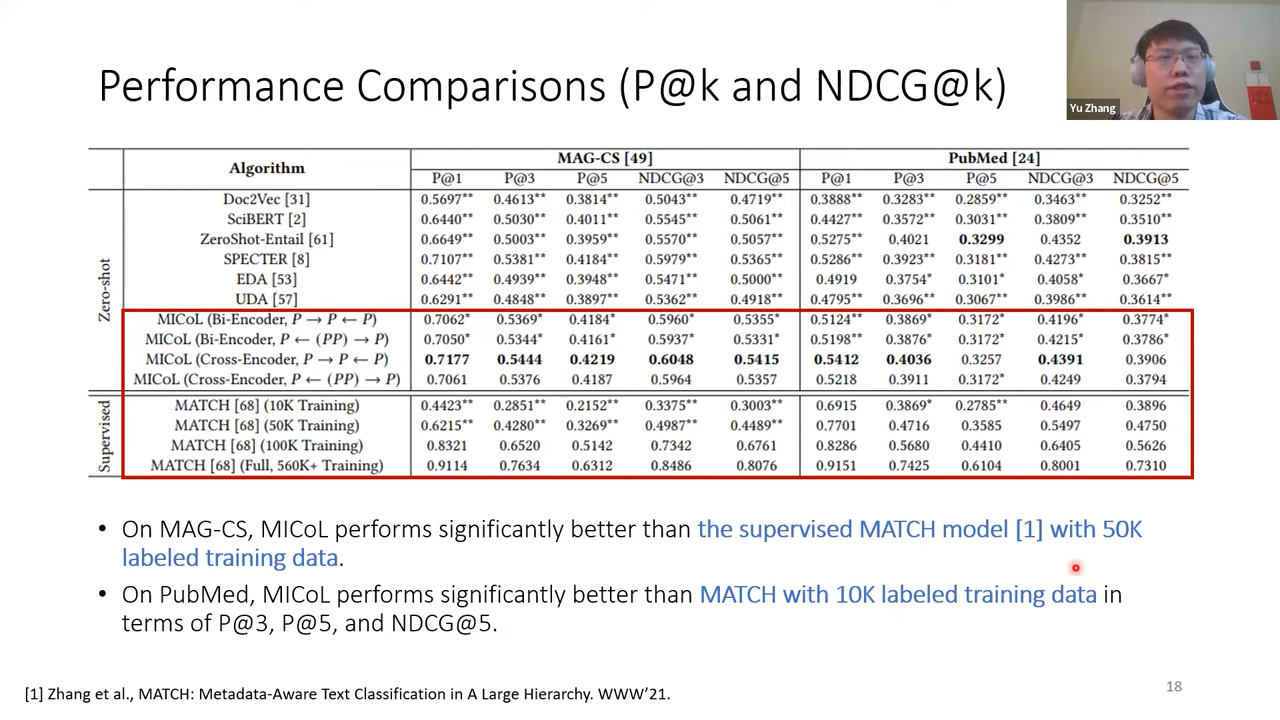 Performance Comparisons (P@k and NDCG@k)
Yu Zhang
Algorithm MAG-CS [49] PubMed [24]
P@1 P@3 P@5 NDCG@3 NDCG@5 P@1 P@3 P@5 NDCG@3 NDCG@5
Zero-shot
Doc2Vec [31] 0.5697** 0.4613** 0.3814** 0.5043** 0.4719** 0.3888** 0.3283** 0.2859** 0.3463** 0.3252**
SciBERT [2] 0.6440** 0.5030** 0.4011** 0.5545** 0.5061** 0.4427** 0.3572** 0.3031** 0.3809** 0.3510**
ZeroShot-Entail [61] 0.6649** 0.5003** 0.3959** 0.5570** 0.5057** 0.5275** 0.4021 0.3299 0.4352 0.3913
SPECTER [8] 0.7107** 0.5381** 0.4184** 0.5979** 0.5365** 0.5286** 0.3923** 0.3181** 0.4273** 0.3815**
EDA [53] 0.6442** 0.4939** 0.3948** 0.5471** 0.5000** 0.4919 0.3754* 0.3101* 0.4058* 0.3667*
UDA [57] 0.6291** 0.4848** 0.3897** 0.5362** 0.4918** 0.4795** 0.3696** 0.3067** 0.3986** 0.3614**
MICoL (Bi-Encoder, P → P ← P) 0.7062* 0.5369* 0.4184* 0.5960* 0.5355* 0.5124** 0.3869* 0.3172* 0.4196* 0.3774*
MICoL (Bi-Encoder, P ← (PP) → P) 0.7050* 0.5344* 0.4161* 0.5937* 0.5331* 0.5198** 0.3876* 0.3172* 0.4215* 0.3786*
MICoL (Cross-Encoder, P → P ← P) 0.7177 0.5444 0.4219 0.6048 0.5415 0.5412 0.4036 0.3257 0.4391 0.3906
MICoL (Cross-Encoder, P ← (PP) → P) 0.7061 0.5376 0.4187 0.5964 0.5357 0.5218 0.3911 0.3172* 0.4249 0.3794
Supervised
MATCH [68] (10K Training) 0.4423** 0.2851** 0.2152** 0.3375** 0.3003** 0.6915 0.3869* 0.2785** 0.4649 0.3896
MATCH [68] (50K Training) 0.6215** 0.4280** 0.3269** 0.4987** 0.4489** 0.7701 0.4716 0.3585 0.5497 0.4750
MATCH [68] (100K Training) 0.8321 0.6520 0.5142 0.7342 0.6761 0.8286 0.5680 0.4410 0.6405 0.5626
MATCH [68] (Full, 560K+ Training) 0.9114 0.7634 0.6312 0.8486 0.8076 0.9151 0.7425 0.6104 0.8001 0.7310
• On MAG-CS, MICoL performs significantly better than the supervised MATCH model [1] with 50K
labeled training data.
• On PubMed, MICoL performs significantly better than MATCH with 10K labeled training data in
terms of P@3, P@5, and NDCG@5.
[1] Zhang et al., MATCH: Metadata-Aware Text Classification in A Large Hierarchy. WWW'21.
18